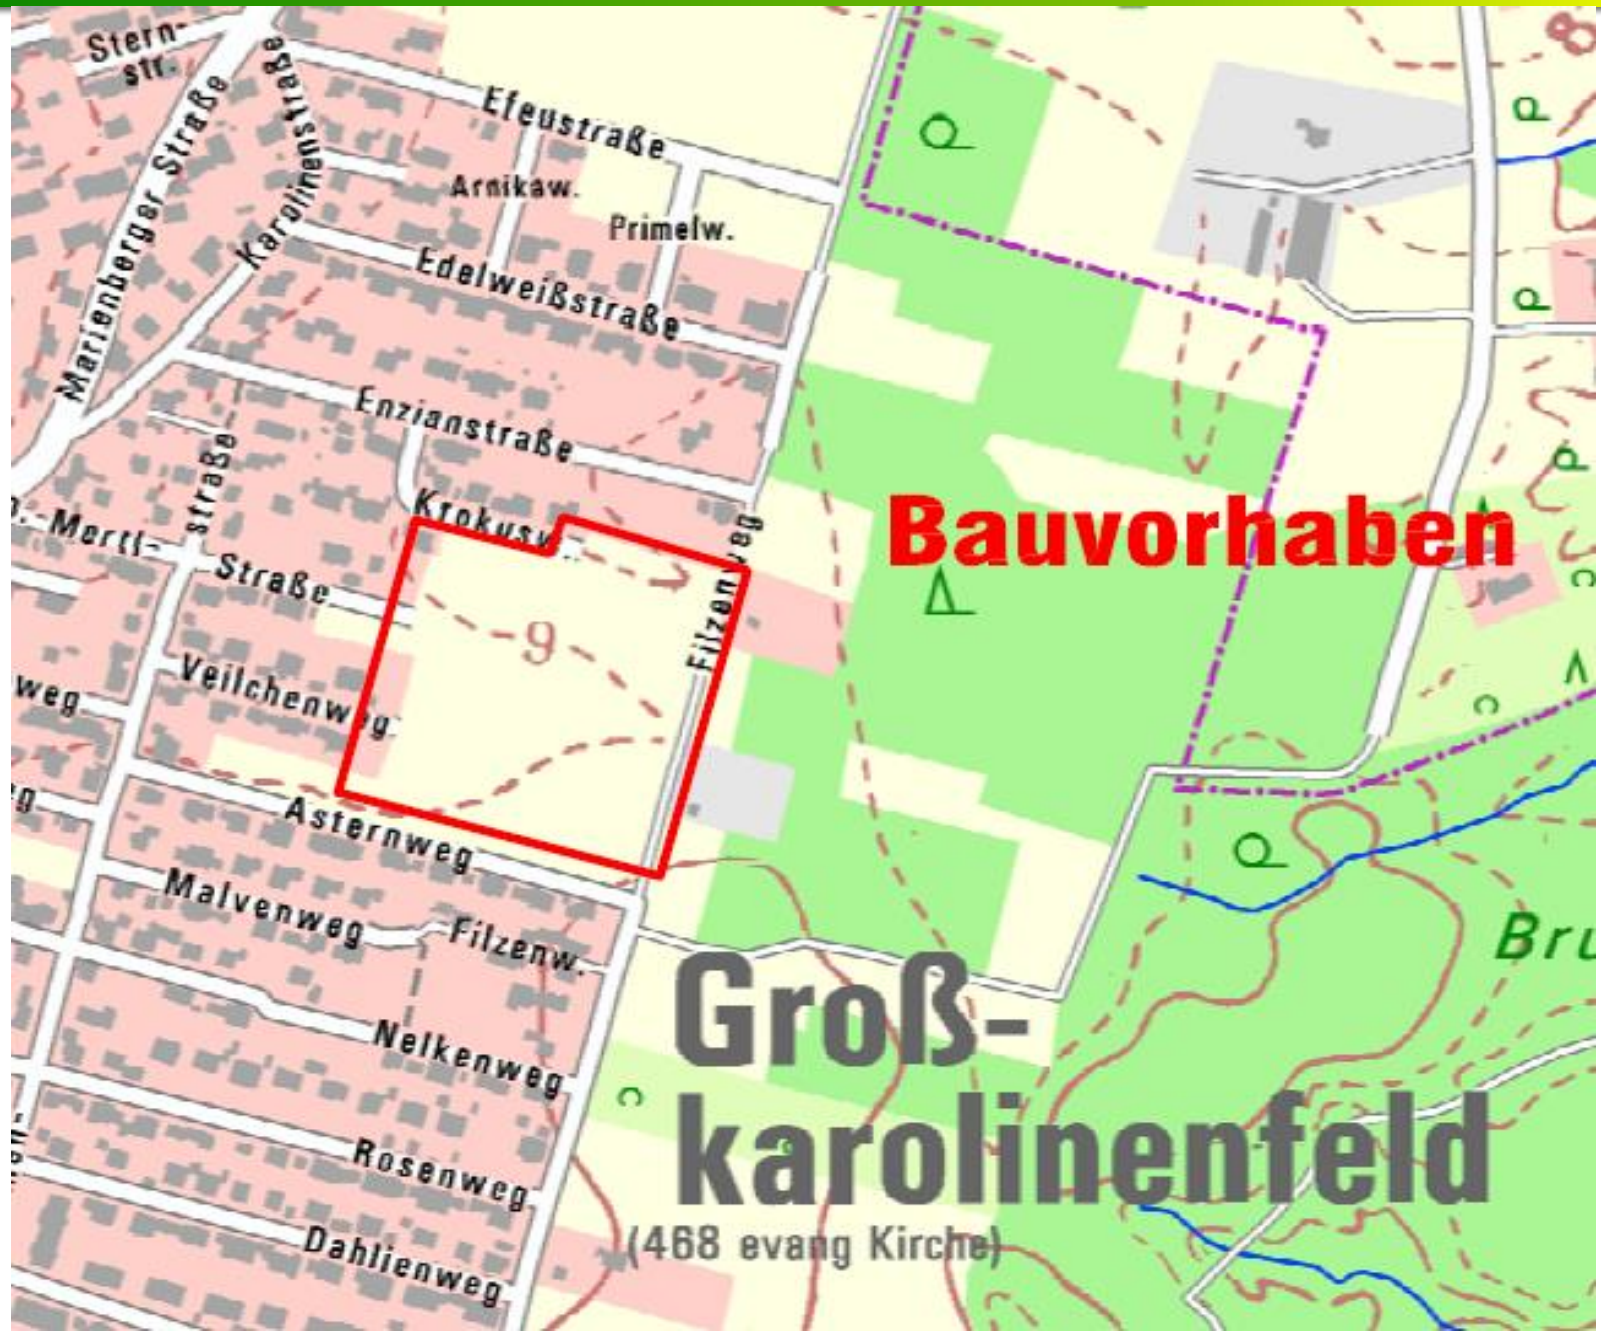 Stern-
str.
Marienberger Straße
Karolinenstraße
Efeustraße
Arnikaw.
Primelw.
Edelweißstraße
Enzianstraße
straße
Filzenweg
Bauvorhaben
-Mertl-
Straße
9
Veilchenweg
weg
Asternweg
Malvenweg
Filzenw.
Bru
Groß-
karolinenfeld
(468 evang Kirche)
Nelkenweg
Rosenweg
Dahlienweg